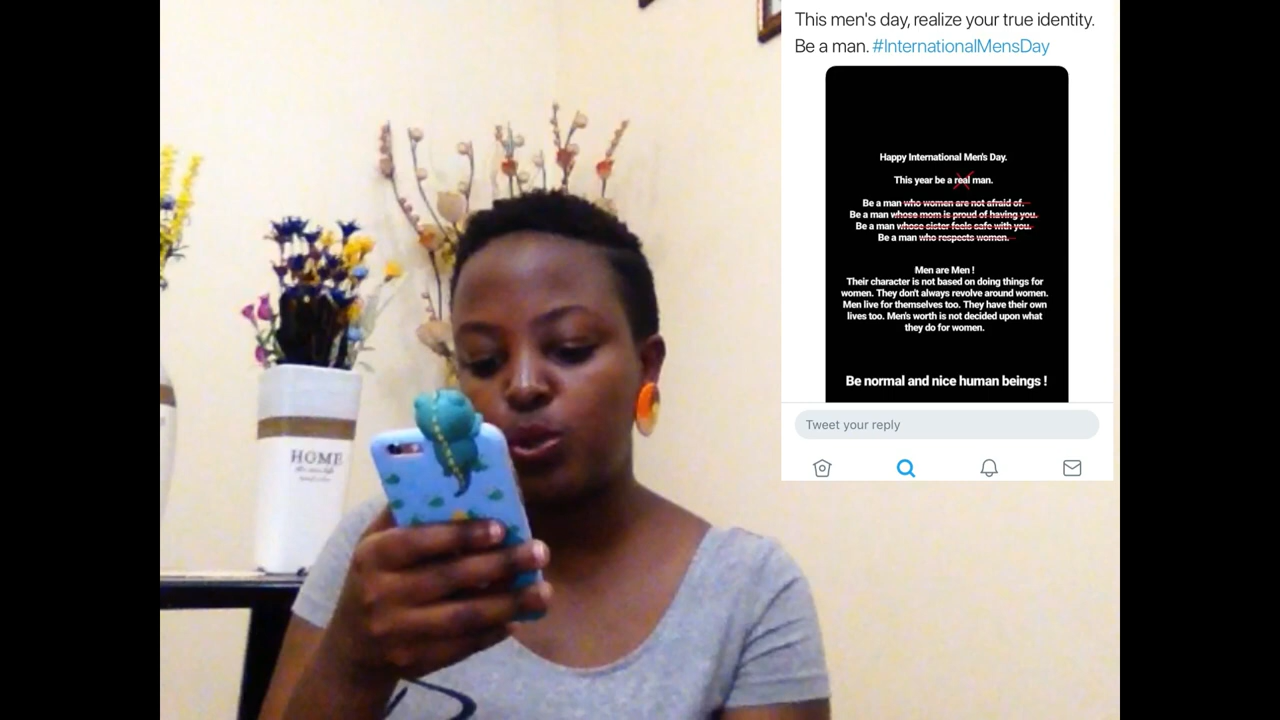 This men's day, realize your true identity.
Be a man. #InternationalMensDay
Happy International Men's Day.
This year be a real man.
Be a man who women are not afraid of.
Be a man whose mom is proud of having you.
Be a man whose sister feels safe with you.
Be a man who respects women.
Men are Men !
Their character is not based on doing things for
women. They don't always revolve around women.
Men live for themselves too. They have their own
lives too. Men's worth is not decided upon what
they do for women.
Be normal and nice human beings !
Tweet your reply
HOME